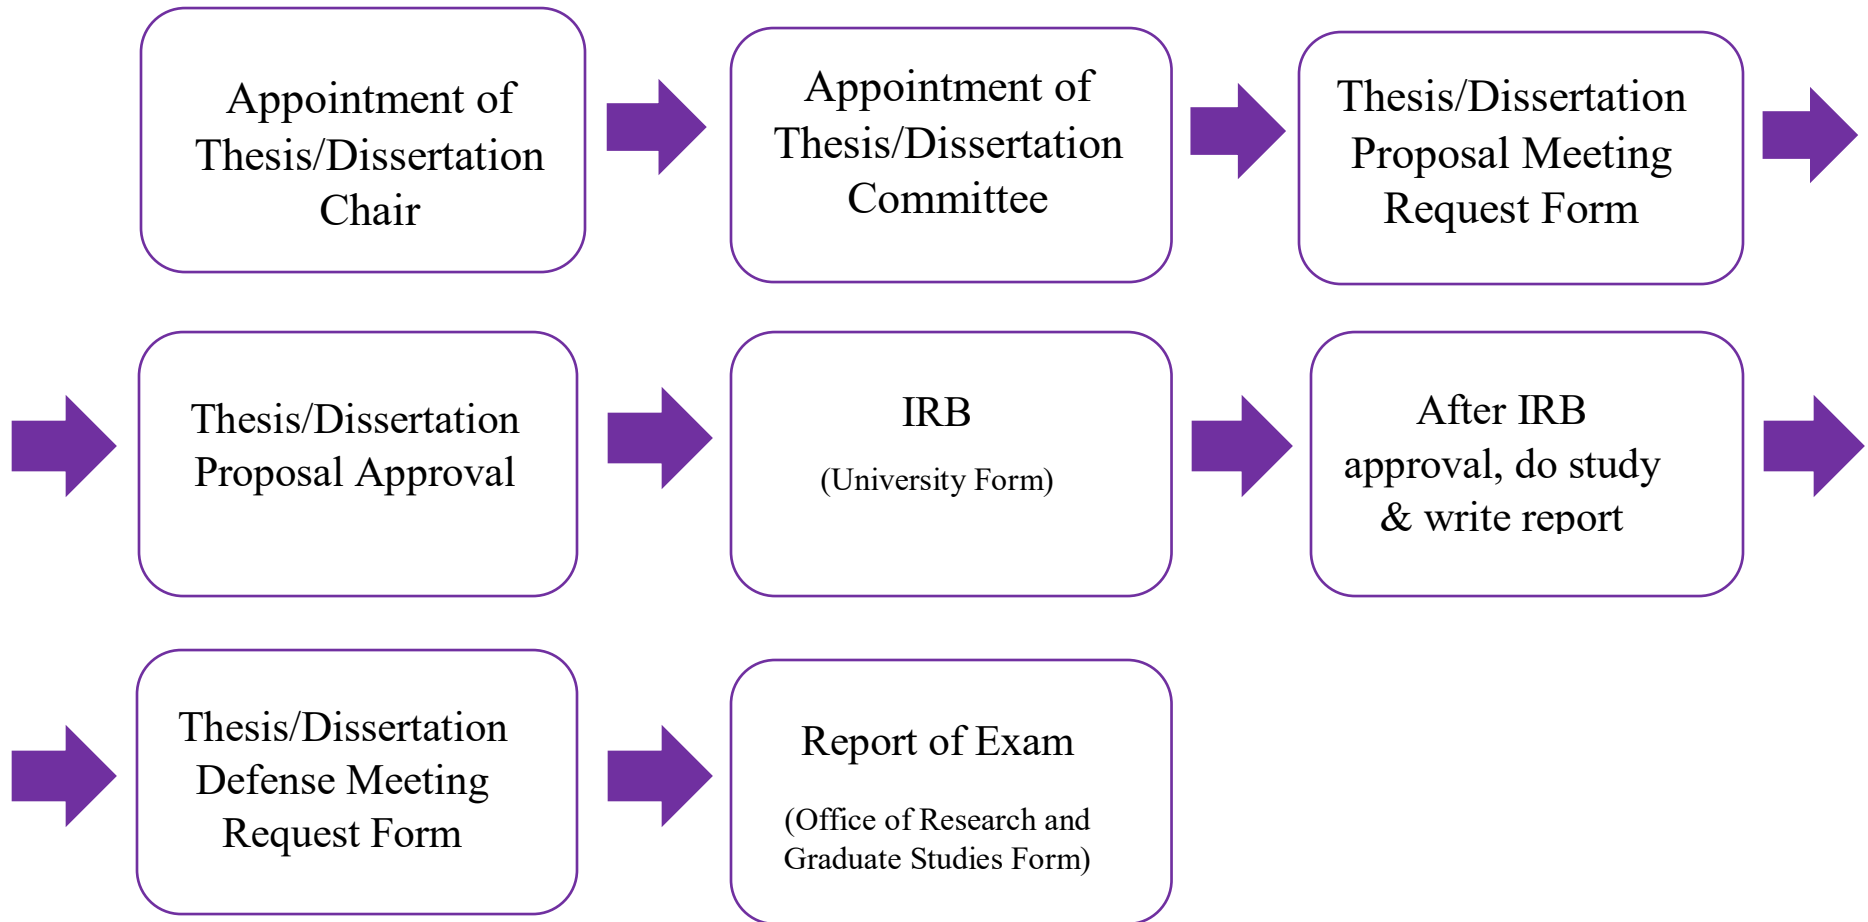 Appointment of
Thesis/Dissertation
Chair
Appointment of
Thesis/Dissertation
Committee
Thesis/Dissertation
Proposal Meeting
Request Form
Thesis/Dissertation
Proposal Approval
IRB
(University Form)
After IRB
approval, do study
& write report
Thesis/Dissertation
Defense Meeting
Request Form
Report of Exam
(Office of Research and
Graduate Studies Form)